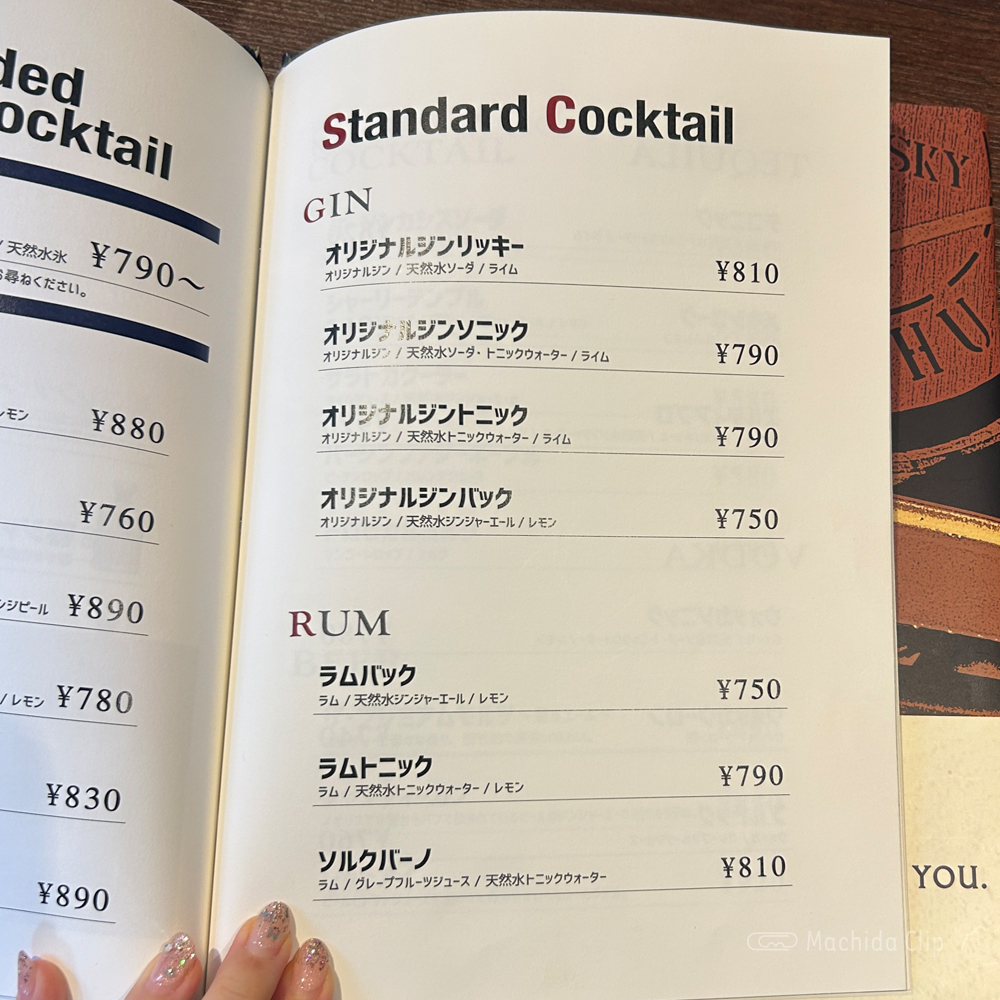 ded
ocktail
/ 天然水氷 ¥790～
お尋ねください。
レモン ¥880
¥760
ンジピール ¥890
/ レモン ¥780
¥830
¥890
Standard Cocktail
GIN
オリジナルジンリッキー
オリジナルジン / 天然水ソーダ / ライム ¥810
オリジナルジンソニック
オリジナルジン / 天然水ソーダ・トニックウォーター / ライム ¥790
オリジナルジントニック
オリジナルジン / 天然水トニックウォーター / ライム ¥790
オリジナルジンバック
オリジナルジン / 天然水ジンジャーエール / レモン ¥750
RUM
ラムバック
ラム / 天然水ジンジャーエール / レモン ¥750
ラムトニック
ラム / 天然水トニックウォーター / レモン ¥790
ソルクバーノ
ラム / グレープフルーツジュース / 天然水トニックウォーター ¥810
SKY
HU
YOU.
Machida Clip